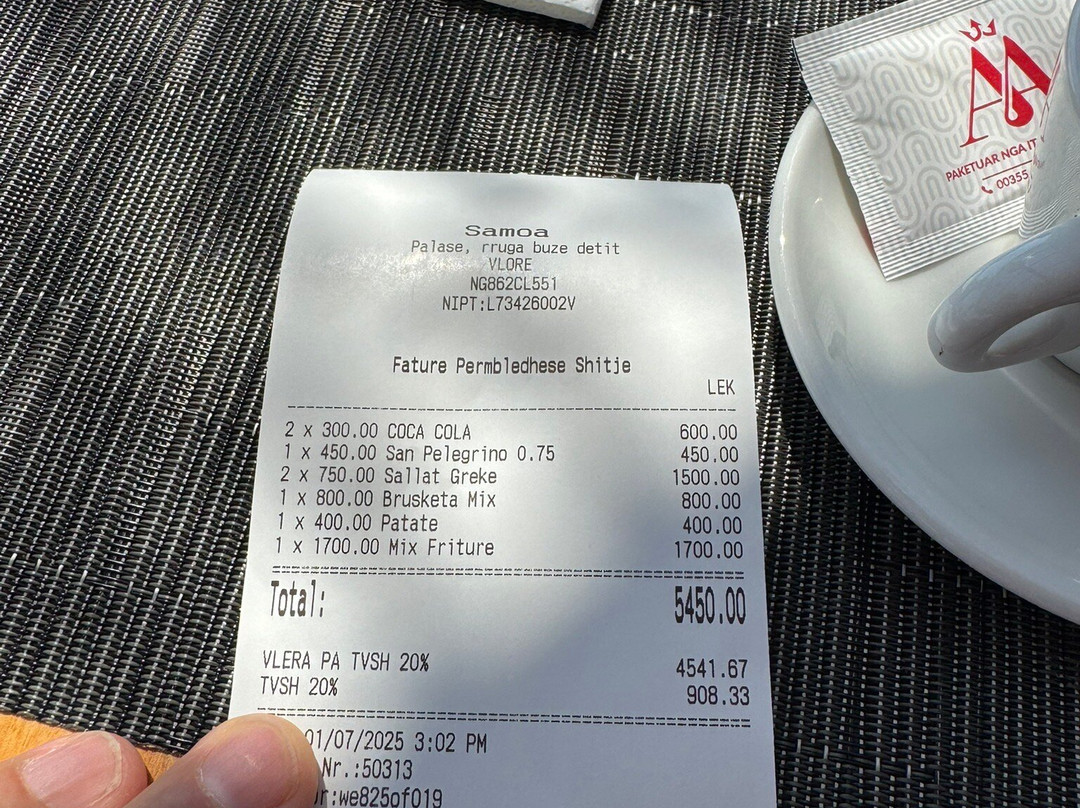 PAKETUAR NGA IT
00355
Samoa
Palase, rruga buze detit
VLORE
NG862CL551
NIPT:L73426002V
Fature Permbledhese Shitje
LEK
2 x 300.00 COCA COLA 600.00
1 x 450.00 San Pelegrino 0.75 450.00
2 x 750.00 Sallat Greke 1500.00
1 x 800.00 Brusketa Mix 800.00
1 x 400.00 Patate 400.00
1 x 1700.00 Mix Friture 1700.00
Total: 5450.00
VLERA PA TVSH 20% 4541.67
TVSH 20% 908.33
01/07/2025 3:02 PM
Nr.:50313
r:we825of019